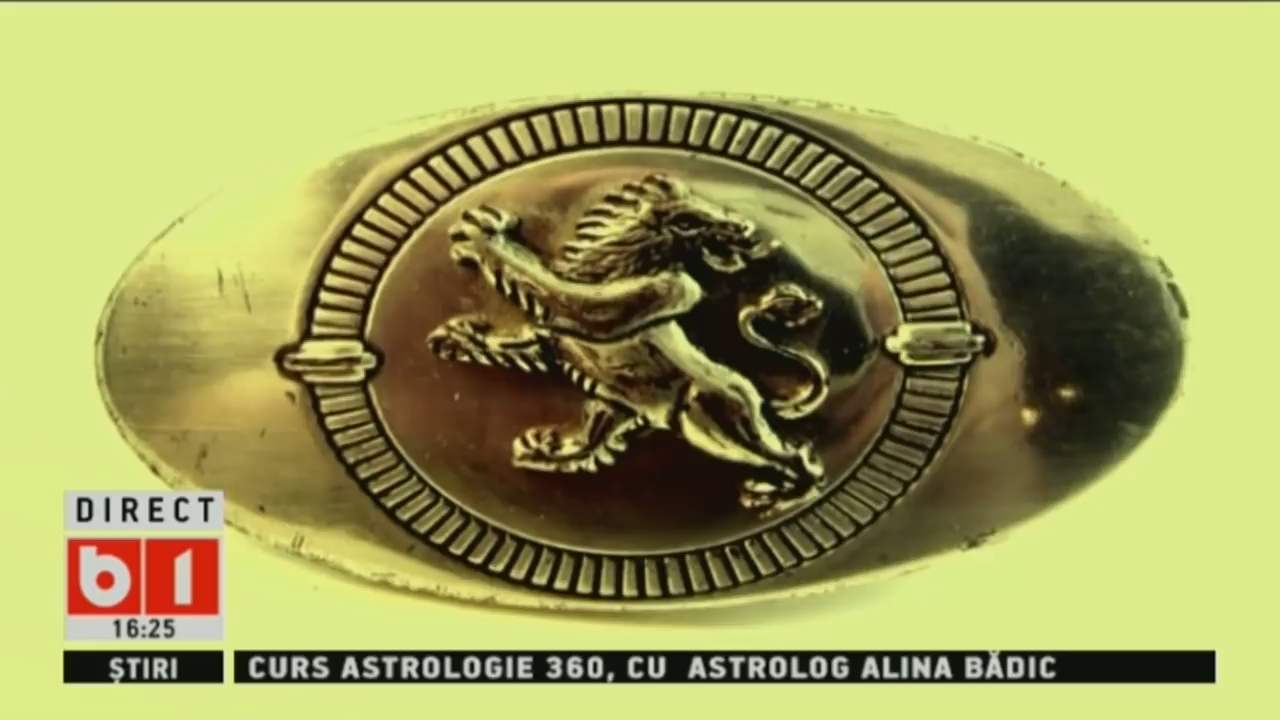 DIRECT
b1
16:25
ȘTIRI
CURS ASTROLOGIE 360, CU ASTROLOG ALINA BĂDIC